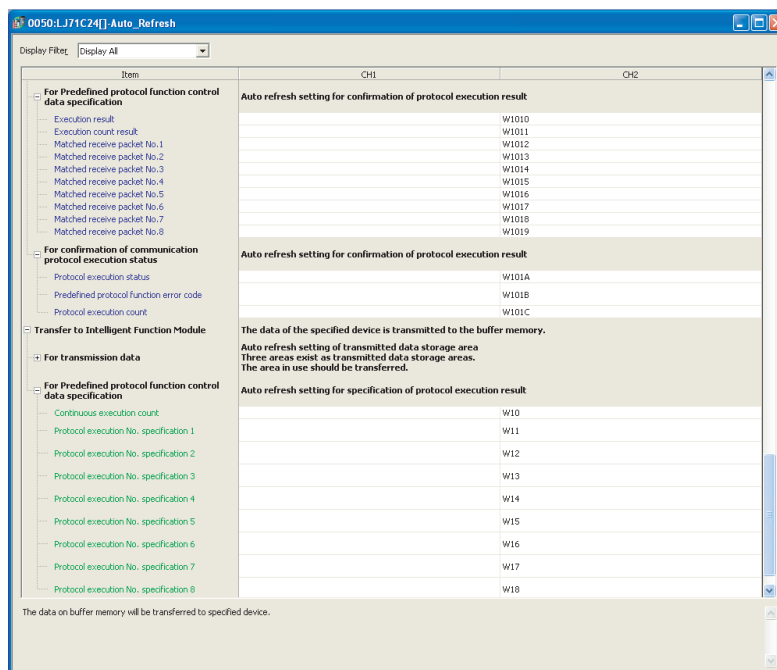 0050:LJ71C24[]-Auto_Refresh
Display Filter Display All
Item CH1 CH2
For Predefined protocol function control
data specification
Auto refresh setting for confirmation of protocol execution result
Execution result W1010
Execution count result W1011
Matched receive packet No.1 W1012
Matched receive packet No.2 W1013
Matched receive packet No.3 W1014
Matched receive packet No.4 W1015
Matched receive packet No.5 W1016
Matched receive packet No.6 W1017
Matched receive packet No.7 W1018
Matched receive packet No.8 W1019
For confirmation of communication
protocol execution status
Auto refresh setting for confirmation of protocol execution result
Protocol execution status W101A
Predefined protocol function error code W101B
Protocol execution count W101C
Transfer to Intelligent Function Module The data of the specified device is transmitted to the buffer memory.
For transmission data
Auto refresh setting of transmitted data storage area
Three areas exist as transmitted data storage areas.
The area in use should be transferred.
For Predefined protocol function control
data specification
Auto refresh setting for specification of protocol execution result
Continuous execution count W10
Protocol execution No. specification 1 W11
Protocol execution No. specification 2 W12
Protocol execution No. specification 3 W13
Protocol execution No. specification 4 W14
Protocol execution No. specification 5 W15
Protocol execution No. specification 6 W16
Protocol execution No. specification 7 W17
Protocol execution No. specification 8 W18
The data on buffer memory will be transferred to specified device.